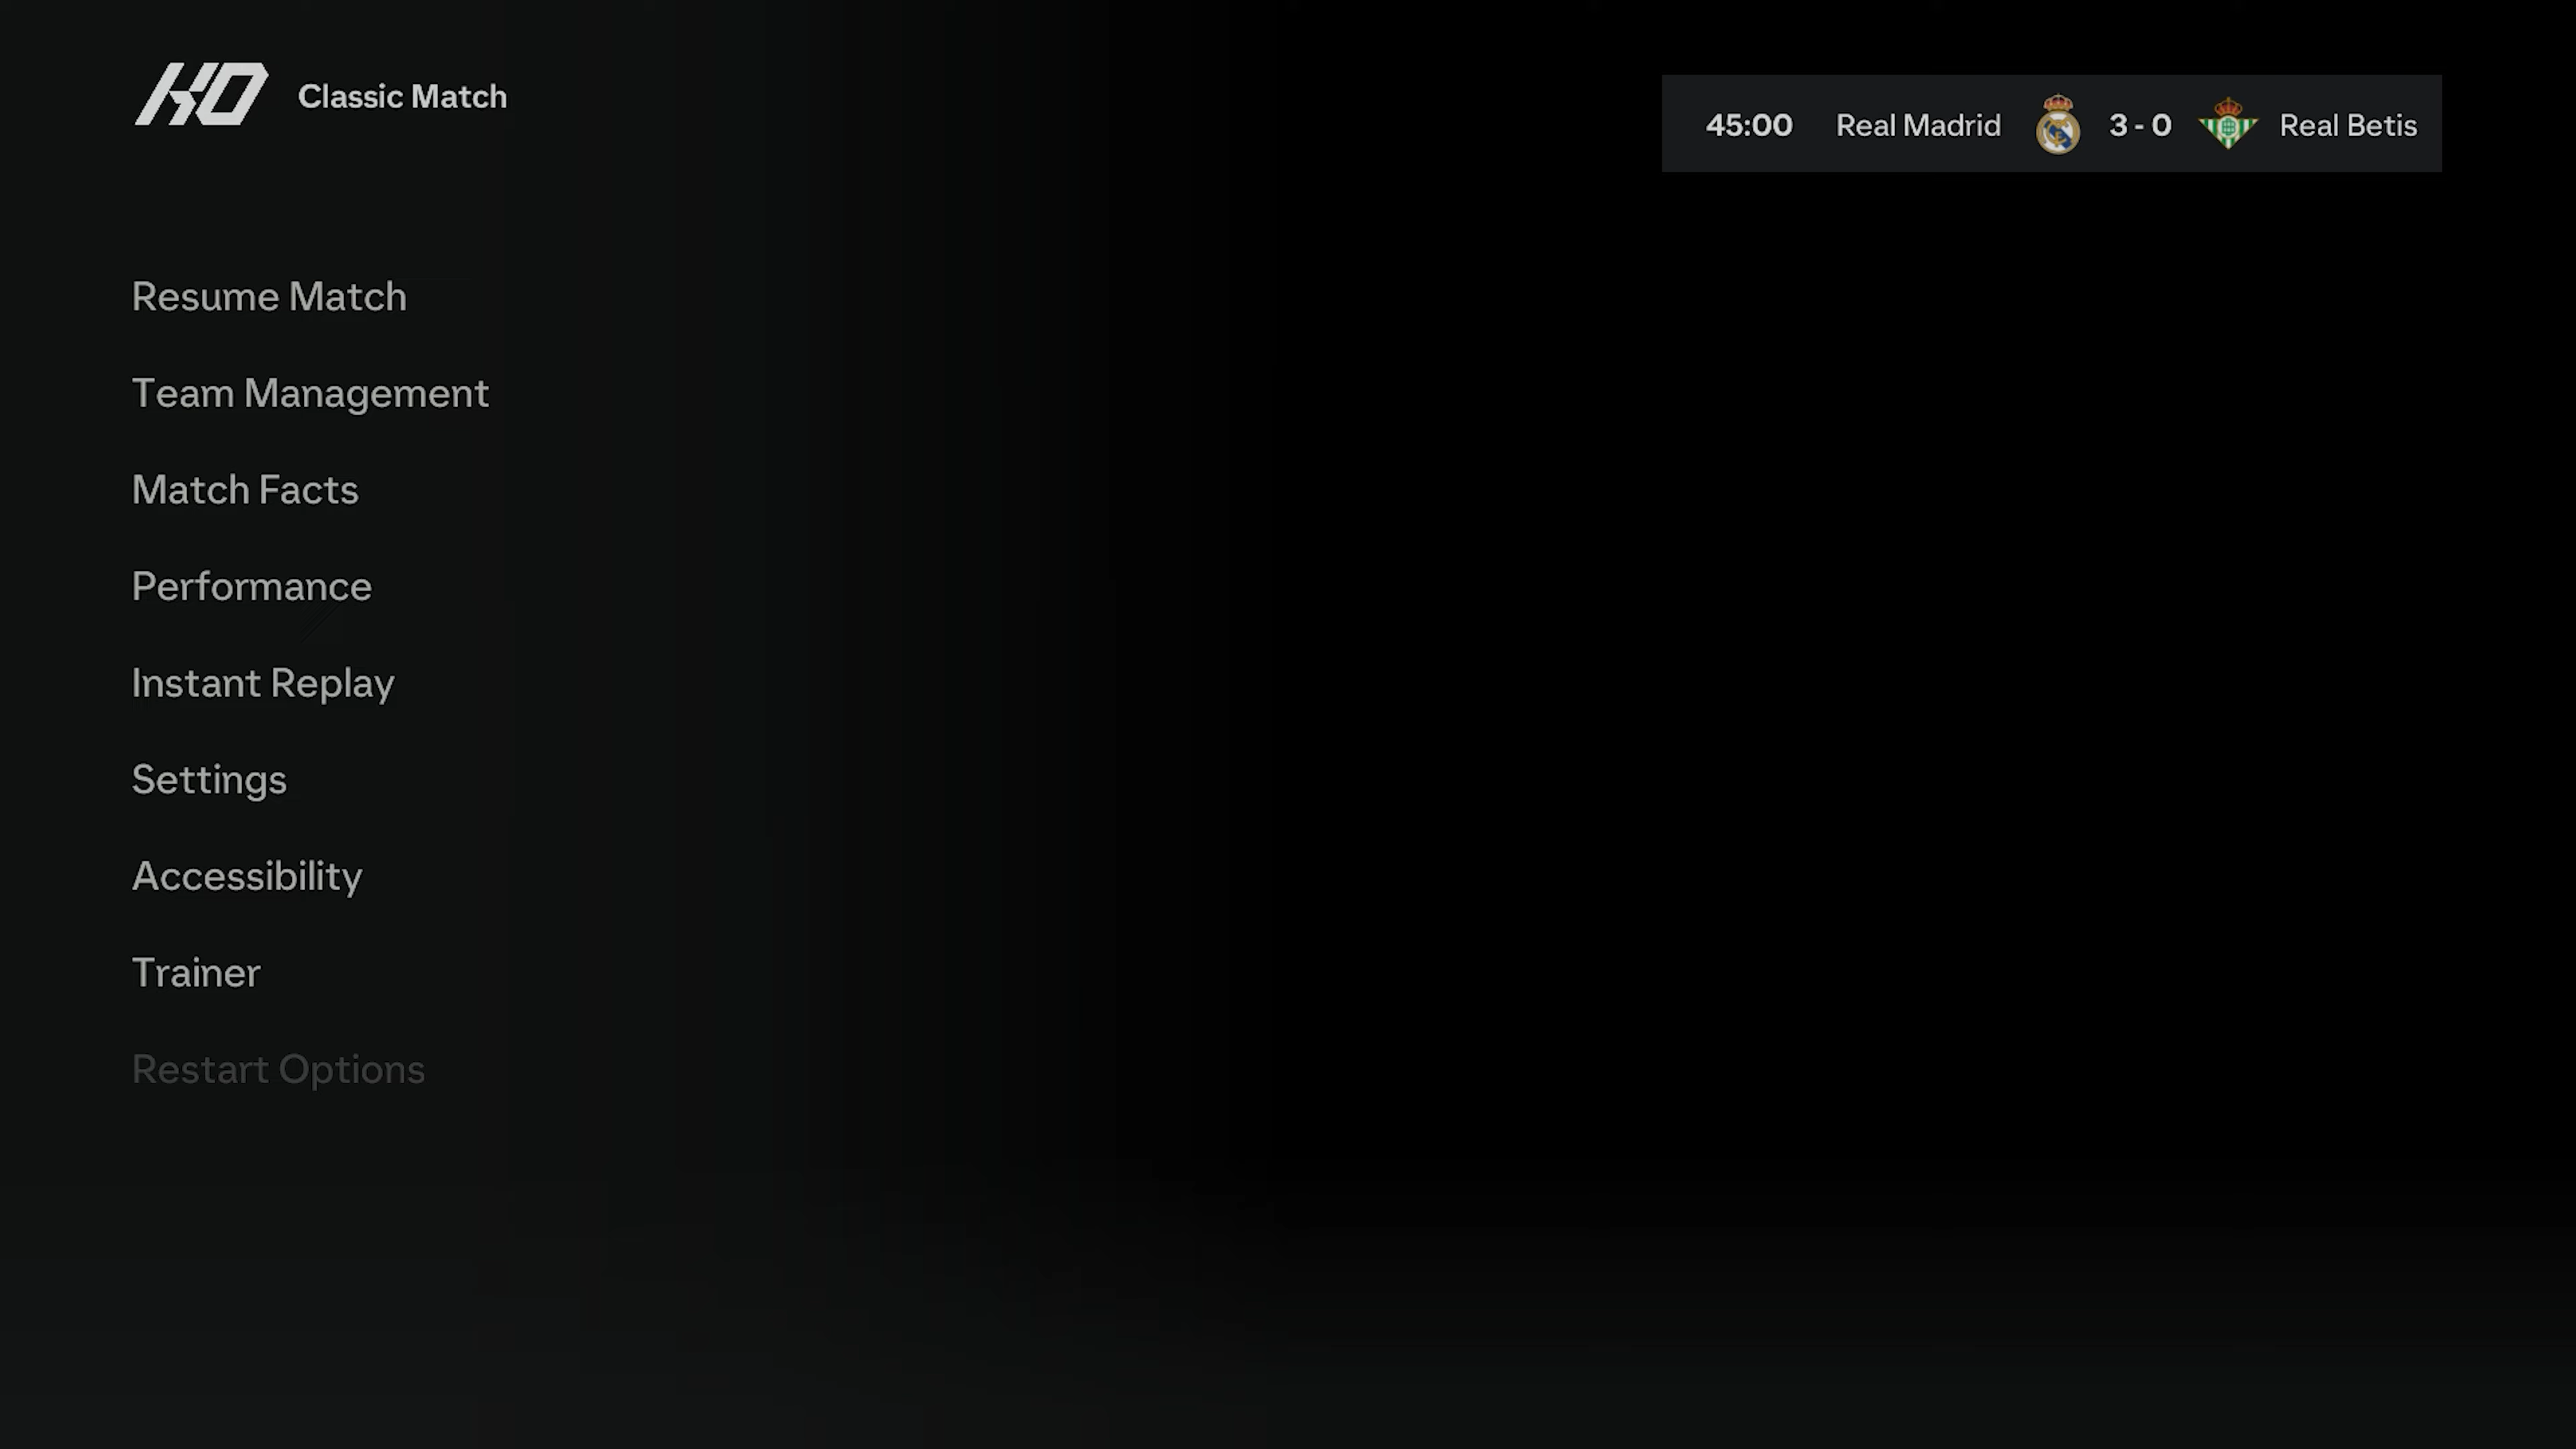 KO Classic Match
45:00 Real Madrid 3 - 0 Real Betis
Resume Match
Team Management
Match Facts
Performance
Instant Replay
Settings
Accessibility
Trainer
Restart Options